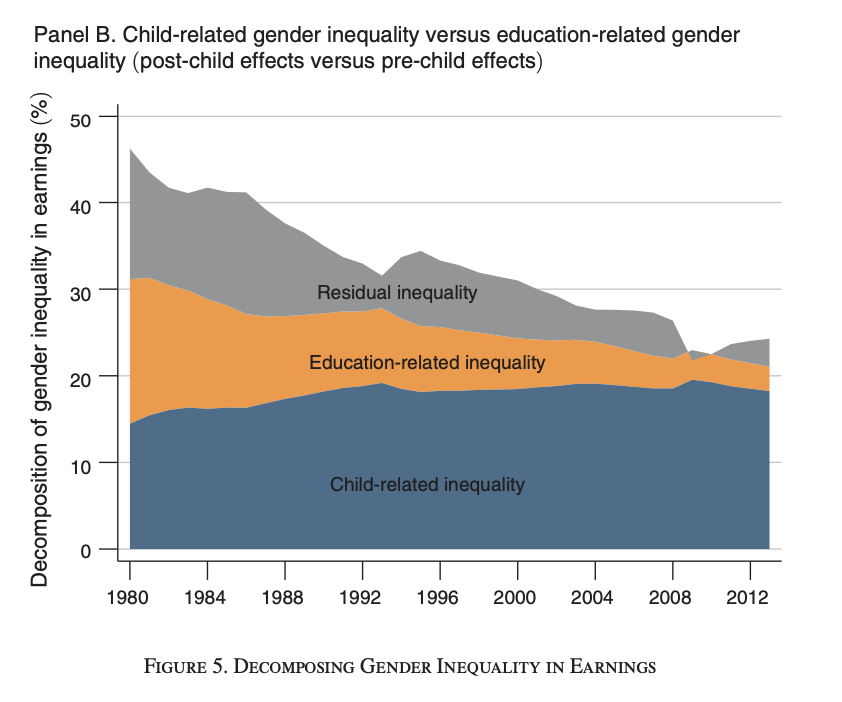 Panel B. Child-related gender inequality versus education-related gender
inequality (post-child effects versus pre-child effects)
Decomposition of gender inequality in earnings (%)
50
40
30
20
10
0
Residual inequality
Education-related inequality
Child-related inequality
1980 1984 1988 1992 1996 2000 2004 2008 2012
FIGURE 5. DECOMPOSING GENDER INEQUALITY IN EARNINGS